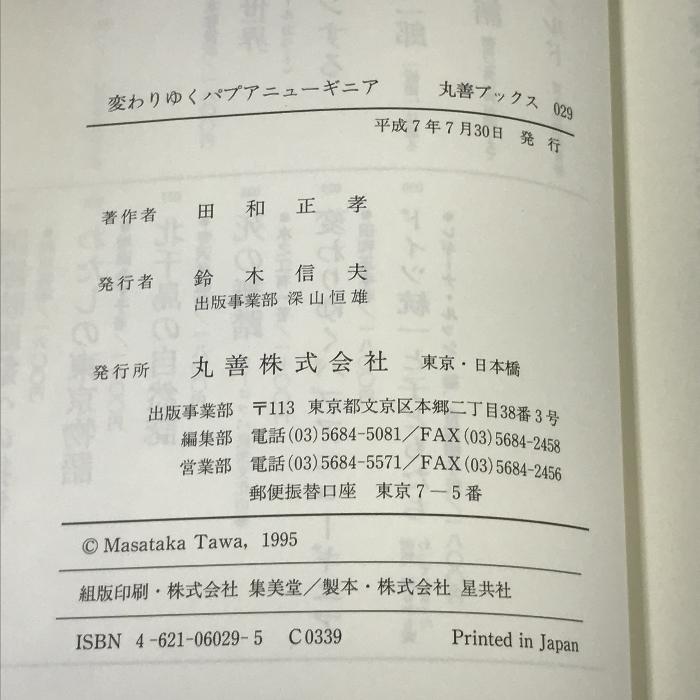 変わりゆくパプアニューギニア 丸善ブックス 029
平成7年7月30日 発行
著作者 田和正孝
発行者 鈴木信夫
出版事業部 深山恒雄
発行所 丸善株式会社 東京・日本橋
出版事業部 〒113 東京都文京区本郷二丁目38番3号
編集部 電話(03)5684-5081/FAX(03)5684-2458
営業部 電話(03)5684-5571/FAX(03)5684-2456
郵便振替口座 東京7-5番
© Masataka Tawa, 1995
組版印刷・株式会社 集美堂/製本・株式会社 星共社
ISBN 4-621-06029-5 C0339 Printed in Japan